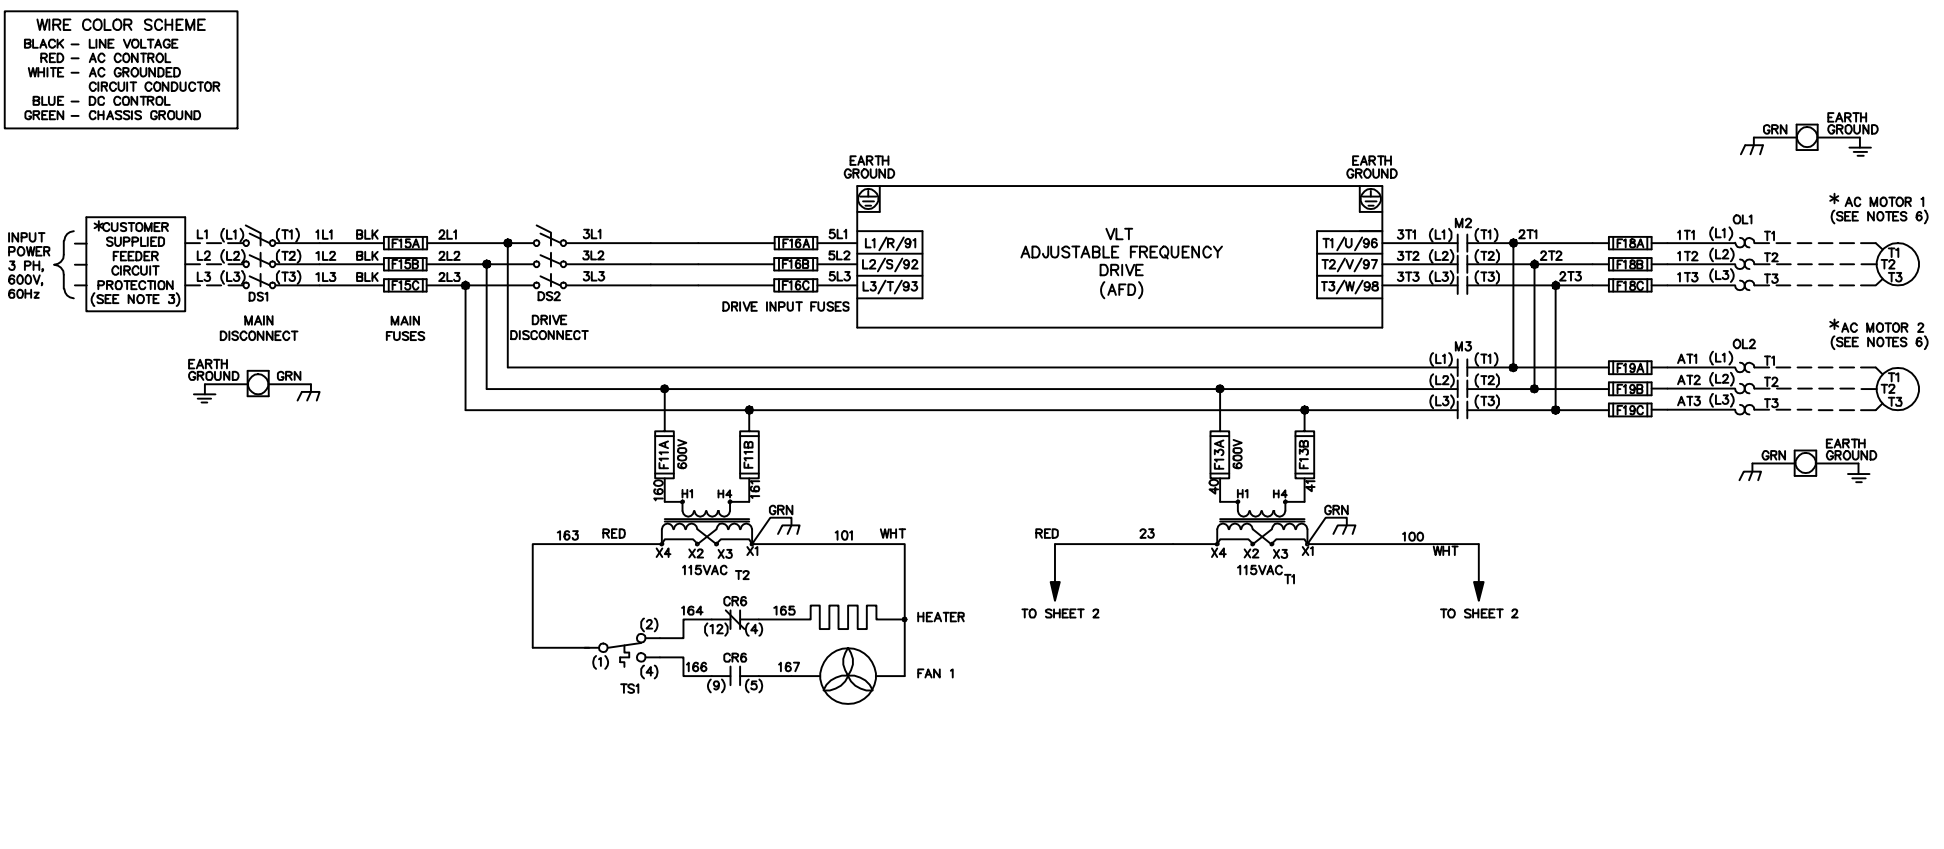 WIRE COLOR SCHEME
BLACK – LINE VOLTAGE
RED – AC CONTROL
WHITE – AC GROUNDED
CIRCUIT CONDUCTOR
BLUE – DC CONTROL
GREEN – CHASSIS GROUND
GRN
EARTH
GROUND
EARTH
GROUND
EARTH
GROUND
INPUT
POWER
3 PH,
600V,
60Hz
*CUSTOMER
SUPPLIED
FEEDER
CIRCUIT
PROTECTION
(SEE NOTE 3)
L1 (L1) (T1) 1L1 BLK F15A 2L1 3L1 F16A 5L1 L1/R/91
L2 (L2) (T2) 1L2 BLK F15B 2L2 3L2 F16B 5L2 L2/S/92
L3 (L3) (T3) 1L3 BLK F15C 2L3 3L3 F16C 5L3 L3/T/93
DS1
MAIN
DISCONNECT
MAIN
FUSES
DS2
DRIVE
DISCONNECT
DRIVE INPUT FUSES
VLT
ADJUSTABLE FREQUENCY
DRIVE
(AFD)
M2
OL1
T1/U/96 3T1 (L1) (T1) 2T1 F18A 1T1 (L1) T1
T2/V/97 3T2 (L2) (T2) 2T2 F18B 1T2 (L2) T2
T3/W/98 3T3 (L3) (T3) 2T3 F18C 1T3 (L3) T3
* AC MOTOR 1
(SEE NOTES 6)
T1
T2
T3
EARTH
GROUND GRN
M3
OL2
(L1) (T1) F19A AT1 (L1) T1
(L2) (T2) F19B AT2 (L2) T2
(L3) (T3) F19C AT3 (L3) T3
* AC MOTOR 2
(SEE NOTES 6)
T1
T2
T3
GRN
EARTH
GROUND
F11A
600V
F11B
160
161
H1 H4
GRN
163 RED
X4 X2 X3 X1
101 WHT
115VAC T2
F13A
600V
F13B
40
41
H1 H4
GRN
RED 23
X4 X2 X3 X1
100
WHT
115VAC T1
TO SHEET 2
TO SHEET 2
164 CR6 165
(12) (4)
HEATER
(2)
(1)
(4)
TS1
166 CR6 167
(9) (5)
FAN 1